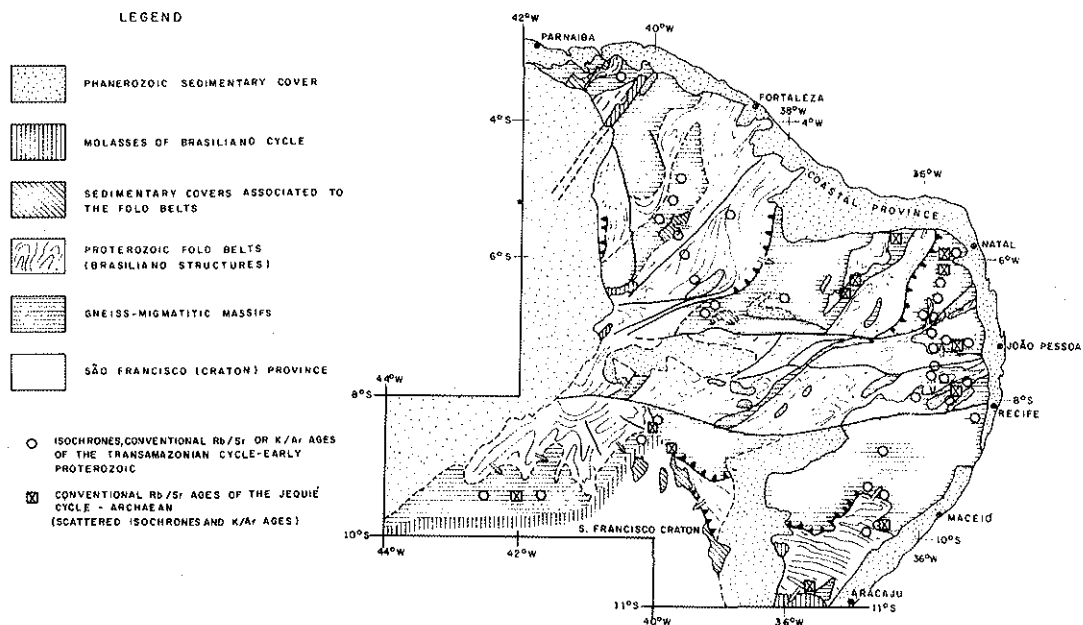 LEGEND
PHANEROZOIC SEDIMENTARY COVER
MOLASSES OF BRASILIANO CYCLE
SEDIMENTARY COVERS ASSOCIATED TO
THE FOLD BELTS
PROTEROZOIC FOLD BELTS
(BRASILIANO STRUCTURES)
GNEISS-MIGMATITIC MASSIFS
SÃO FRANCISCO (CRATON) PROVINCE
ISOCHRONES, CONVENTIONAL Rb/Sr OR K/Ar AGES
OF THE TRANSAMAZONIAN CYCLE-EARLY
PROTEROZOIC
CONVENTIONAL Rb/Sr AGES OF THE JEQUIÉ
CYCLE - ARCHAEAN
(SCATTERED ISOCHRONES AND K/Ar AGES)
42°W
PARNAIBA
40°W
FORTALEZA
38°W
4°W
4°S
36°W
COASTAL PROVINCE
NATAL
6°W
6°S
JOÃO PESSOA
44°W
8°S
8°S
RECIFE
S. FRANCISCO CRATON
MACEIÓ
10°S
36°W
10°S
44°W
42°W
ARACAJU
11°S
11°S
40°W
36°W